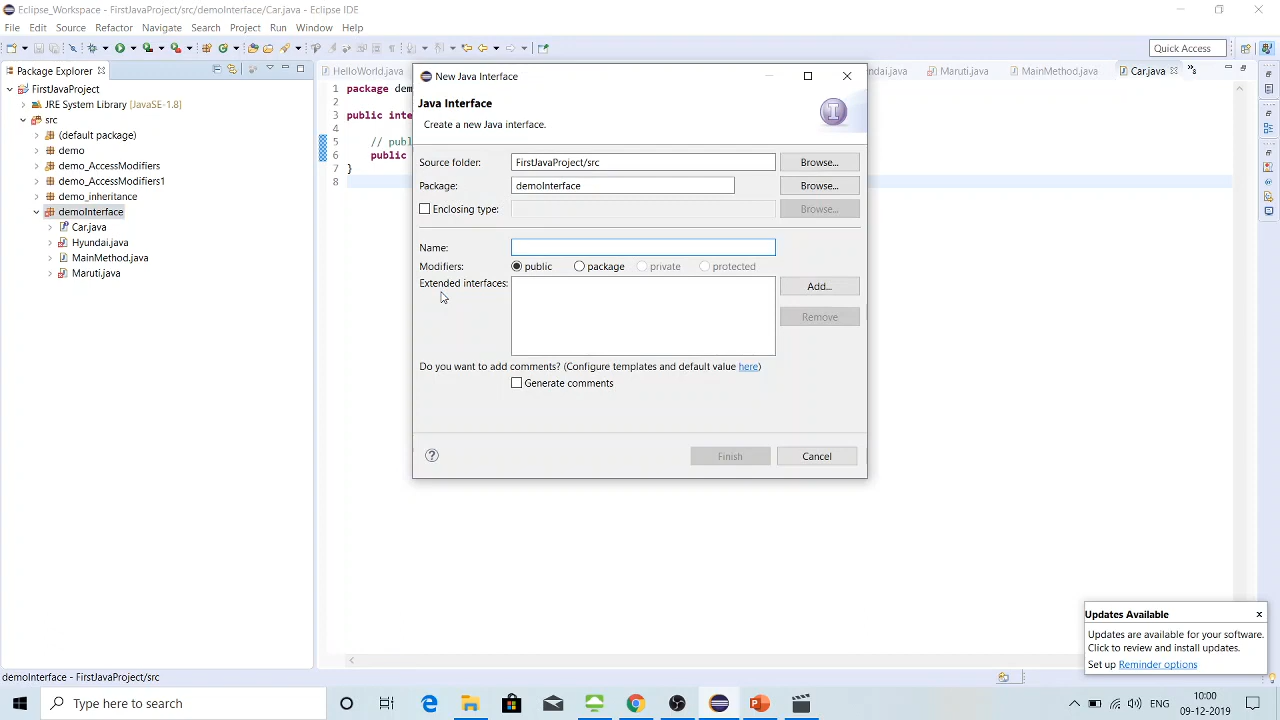 Eclipse_Workspace - FirstJavaProject/src/demoInterface/Car.java - Eclipse IDE
File Edit Source Refactor Navigate Search Project Run Window Help
Quick Access
Package Explorer
HelloWorld.java
Maruti.java
MainMethod.java
Car.java
FirstJavaProject
JRE System Library [JavaSE-1.8]
src
(default package)
demo
demo_AccessModifiers
demo_AccessModifiers1
demo_inheritance
demoInterface
Car.java
Hyundai.java
MainMethod.java
Maruti.java
1 package
2
3 public
4
5 //
6 public
7 }
8
New Java Interface
Java Interface
Create a new Java interface.
Source folder: FirstJavaProject/src Browse...
Package: demoInterface Browse...
Enclosing type: Browse...
Name:
Modifiers: public package private protected
Extended interfaces: Add...
Remove
Do you want to add comments? (Configure templates and default value here)
Generate comments
Finish Cancel
Updates Available
Updates are available for your software.
Click to review and install updates.
Set up Reminder options
demoInterface - FirstJavaProject/src
Type here to search
10:00
09-12-2019